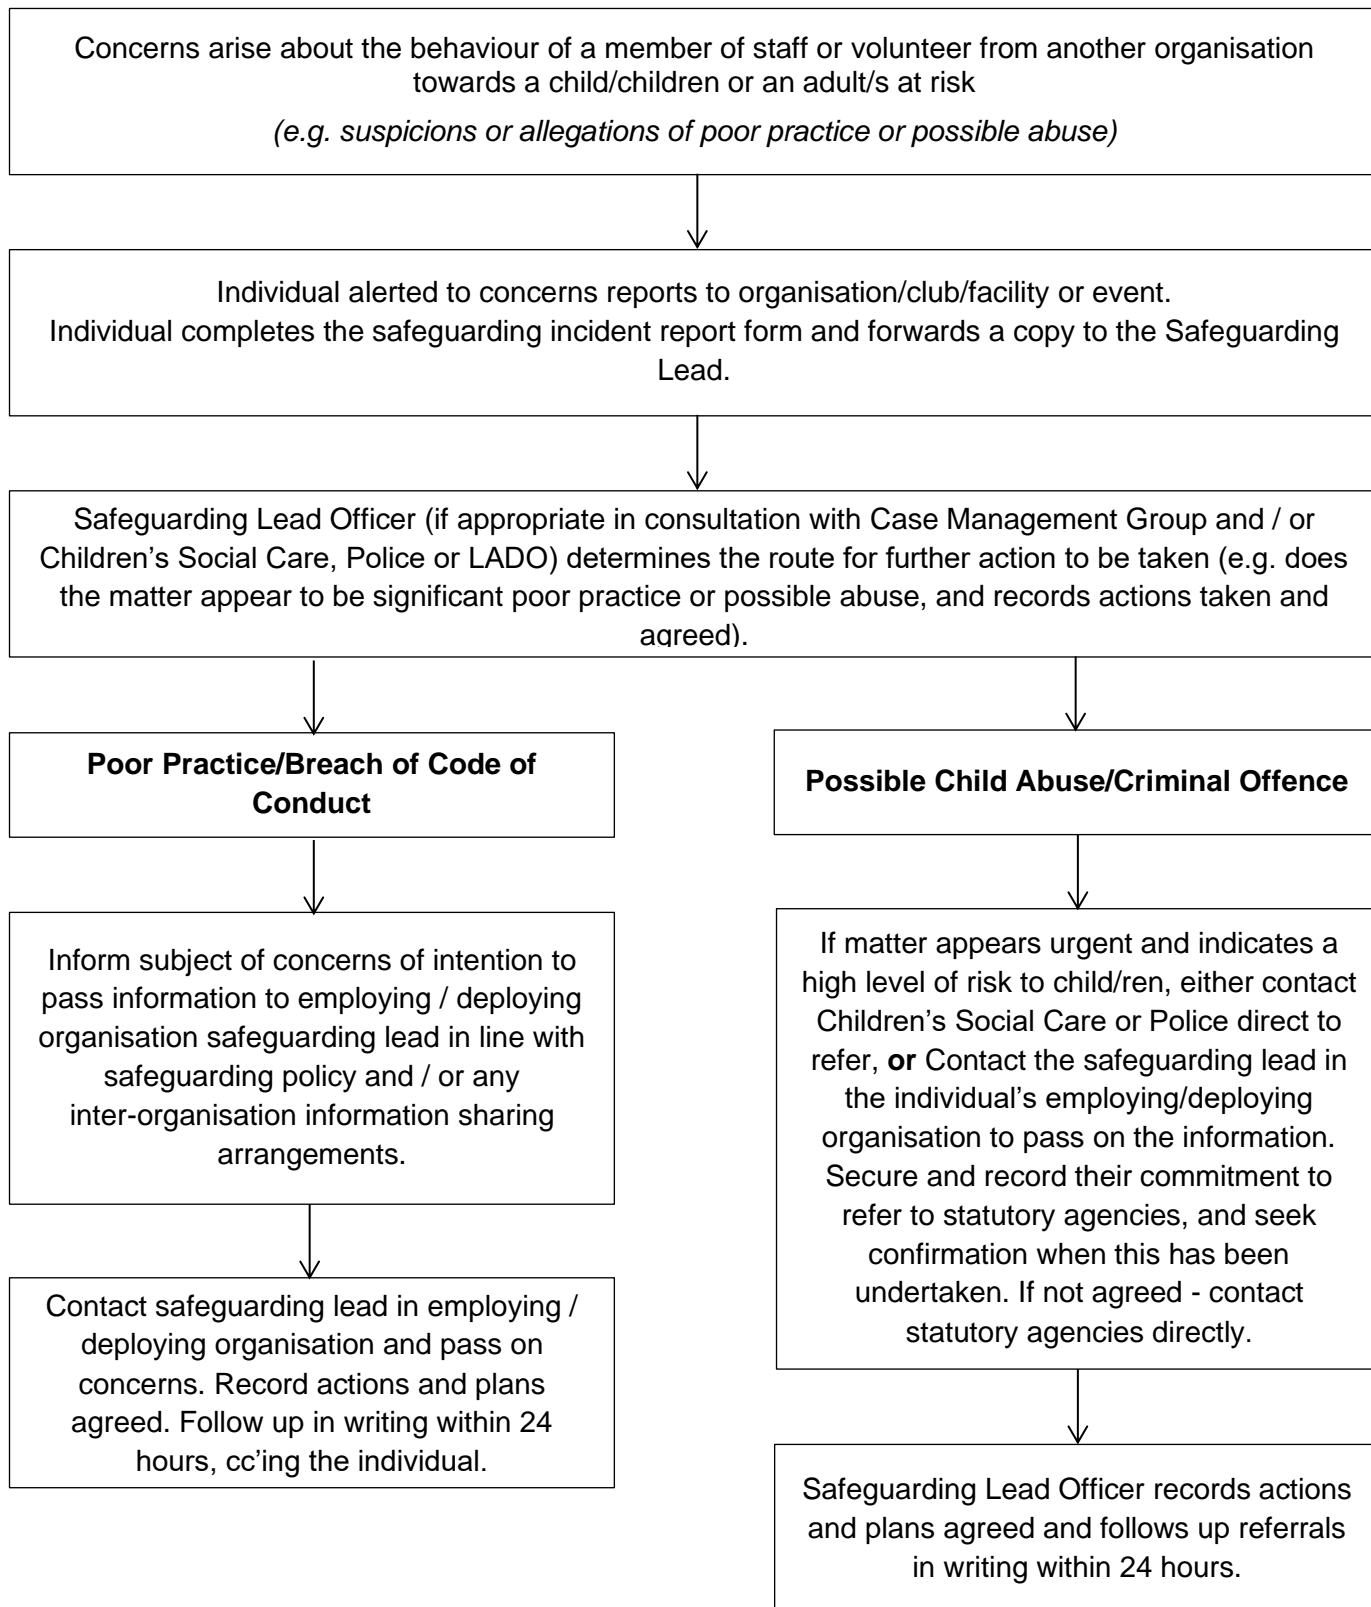 Concerns arise about the behaviour of a member of staff or volunteer from another organisation
towards a child/children or an adult/s at risk
(e.g. suspicions or allegations of poor practice or possible abuse)
Individual alerted to concerns reports to organisation/club/facility or event.
Individual completes the safeguarding incident report form and forwards a copy to the Safeguarding
Lead.
Safeguarding Lead Officer (if appropriate in consultation with Case Management Group and / or
Children’s Social Care, Police or LADO) determines the route for further action to be taken (e.g. does
the matter appear to be significant poor practice or possible abuse, and records actions taken and
agreed).
Poor Practice/Breach of Code of
Conduct
Inform subject of concerns of intention to
pass information to employing / deploying
organisation safeguarding lead in line with
safeguarding policy and / or any
inter-organisation information sharing
arrangements.
Contact safeguarding lead in employing /
deploying organisation and pass on
concerns. Record actions and plans
agreed. Follow up in writing within 24
hours, cc’ing the individual.
Possible Child Abuse/Criminal Offence
If matter appears urgent and indicates a
high level of risk to child/ren, either contact
Children’s Social Care or Police direct to
refer, or Contact the safeguarding lead in
the individual’s employing/deploying
organisation to pass on the information.
Secure and record their commitment to
refer to statutory agencies, and seek
confirmation when this has been
undertaken. If not agreed - contact
statutory agencies directly.
Safeguarding Lead Officer records actions
and plans agreed and follows up referrals
in writing within 24 hours.